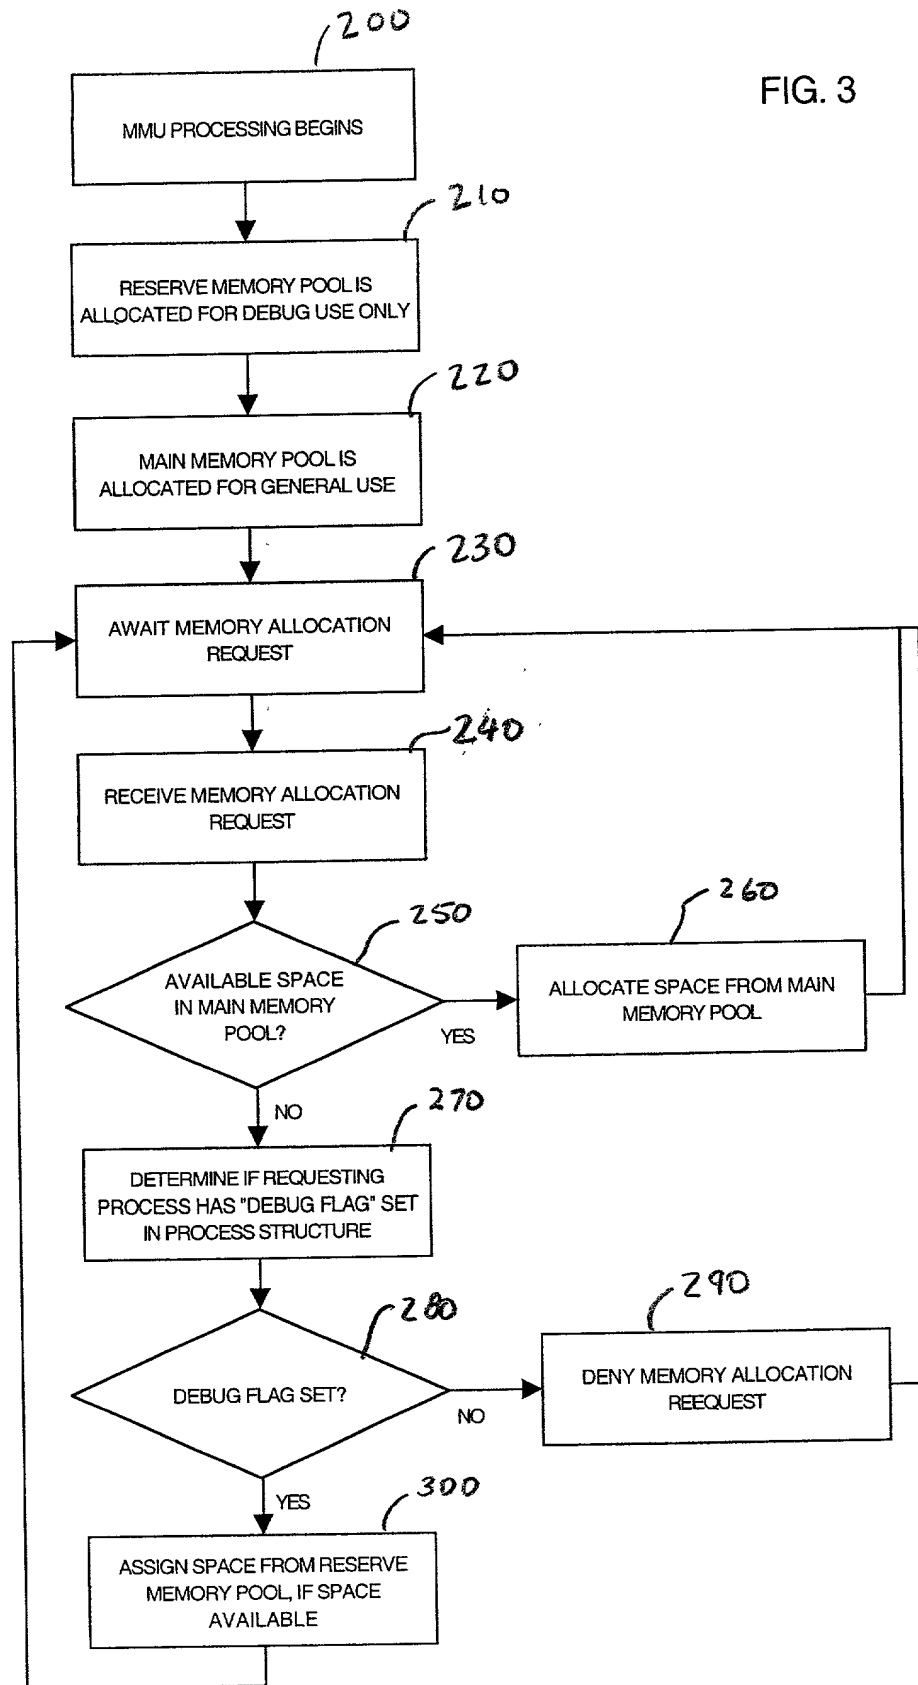 200
FIG. 3
MMU PROCESSING BEGINS
210
RESERVE MEMORY POOL IS
ALLOCATED FOR DEBUG USE ONLY
220
MAIN MEMORY POOL IS
ALLOCATED FOR GENERAL USE
230
AWAIT MEMORY ALLOCATION
REQUEST
240
RECEIVE MEMORY ALLOCATION
REQUEST
250
AVAILABLE SPACE
IN MAIN MEMORY
POOL?
YES
260
ALLOCATE SPACE FROM MAIN
MEMORY POOL
NO
270
DETERMINE IF REQUESTING
PROCESS HAS "DEBUG FLAG" SET
IN PROCESS STRUCTURE
280
DEBUG FLAG SET?
NO
290
DENY MEMORY ALLOCATION
REEQUEST
YES
300
ASSIGN SPACE FROM RESERVE
MEMORY POOL, IF SPACE
AVAILABLE